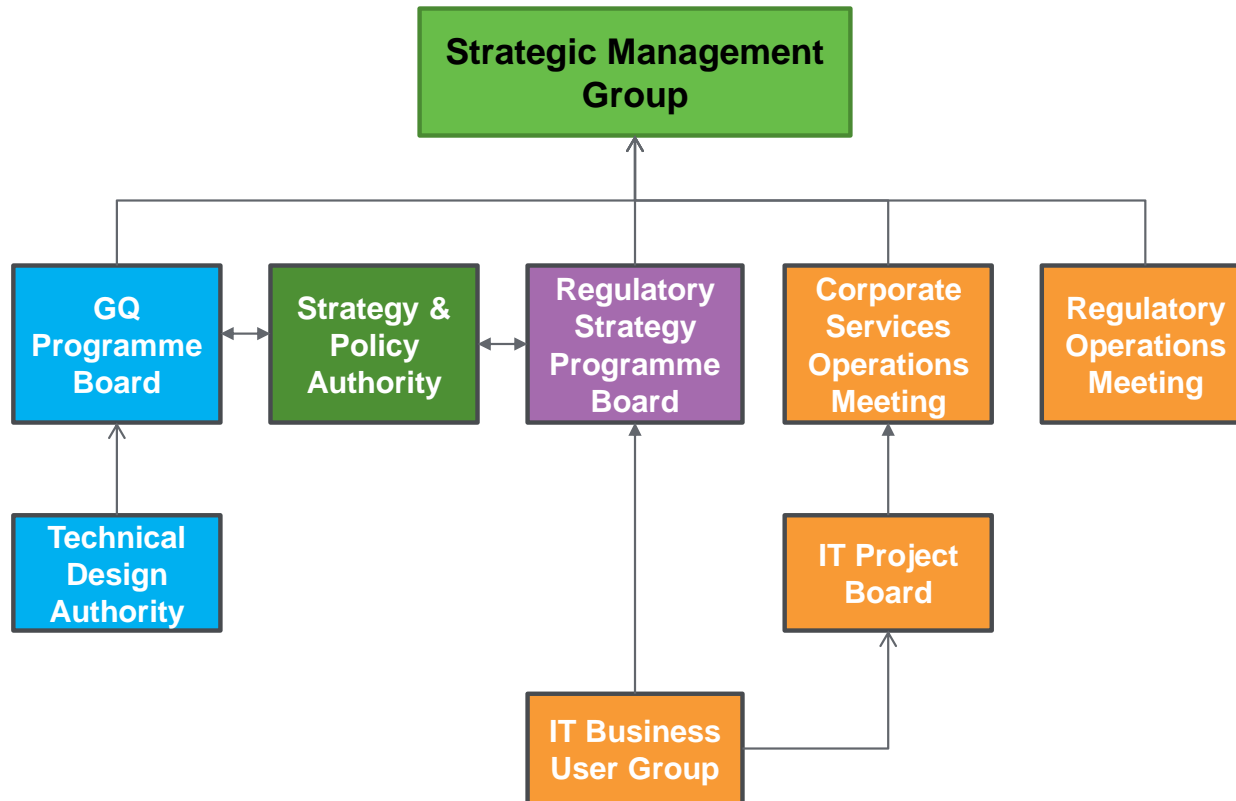 Strategic Management
Group
GQ
Programme
Board
Strategy &
Policy
Authority
Regulatory
Strategy
Programme
Board
Corporate
Services
Operations
Meeting
Regulatory
Operations
Meeting
Technical
Design
Authority
IT Project
Board
IT Business
User Group